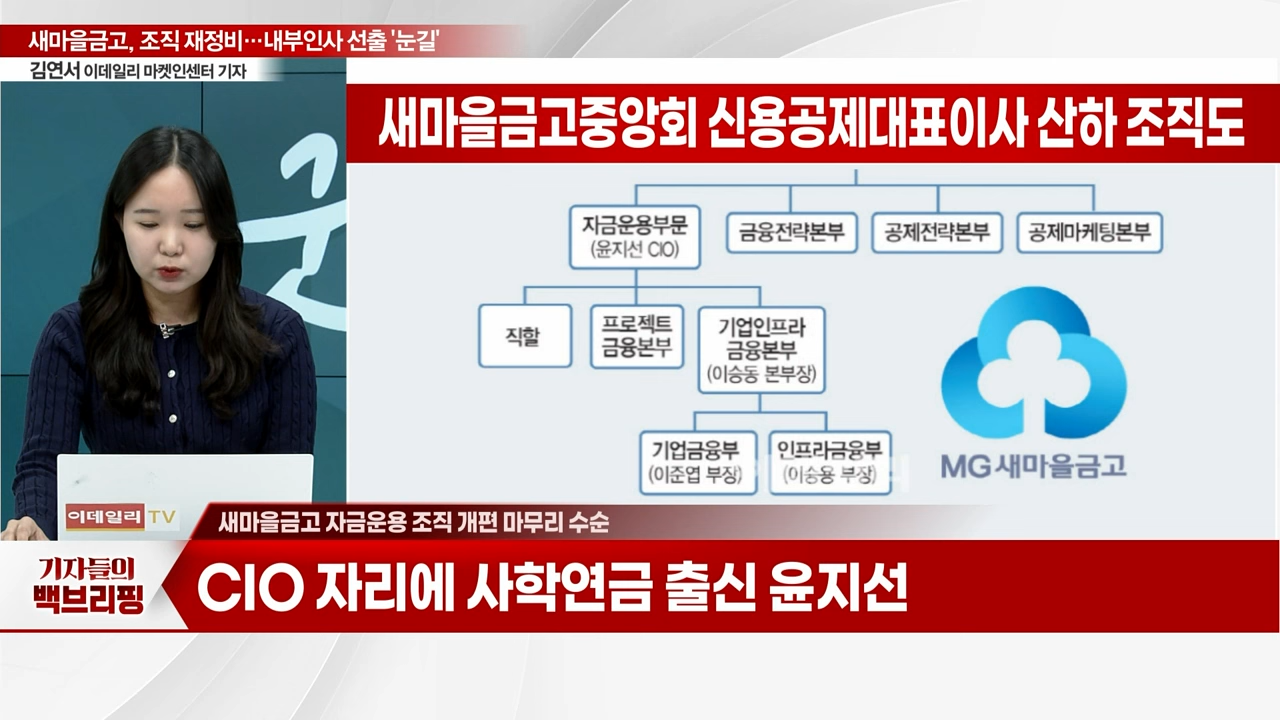 새마을금고, 조직 재정비…내부인사 선출 '눈길'
김연서 이데일리 마켓인센터 기자
새마을금고중앙회 신용공제대표이사 산하 조직도
자금운용부문
(윤지선 CIO)
금융전략본부
공제전략본부
공제마케팅본부
직할
프로젝트
금융본부
기업인프라
금융본부
(이승동 본부장)
기업금융부
(이준엽 부장)
인프라금융부
(이승용 부장)
MG새마을금고
이데일리TV
새마을금고 자금운용 조직 개편 마무리 수순
기자들의
백브리핑
CIO 자리에 사학연금 출신 윤지선